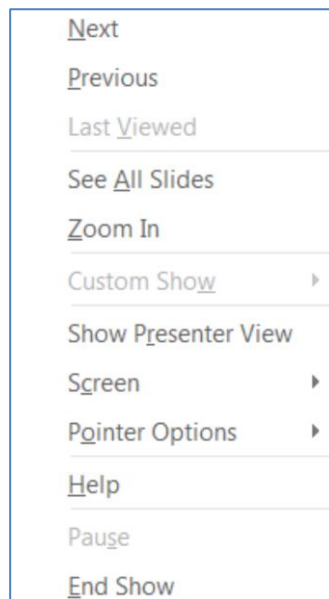 Next
Previous
Last Viewed
See All Slides
Zoom In
Custom Show
Show Presenter View
Screen
Pointer Options
Help
Pause
End Show